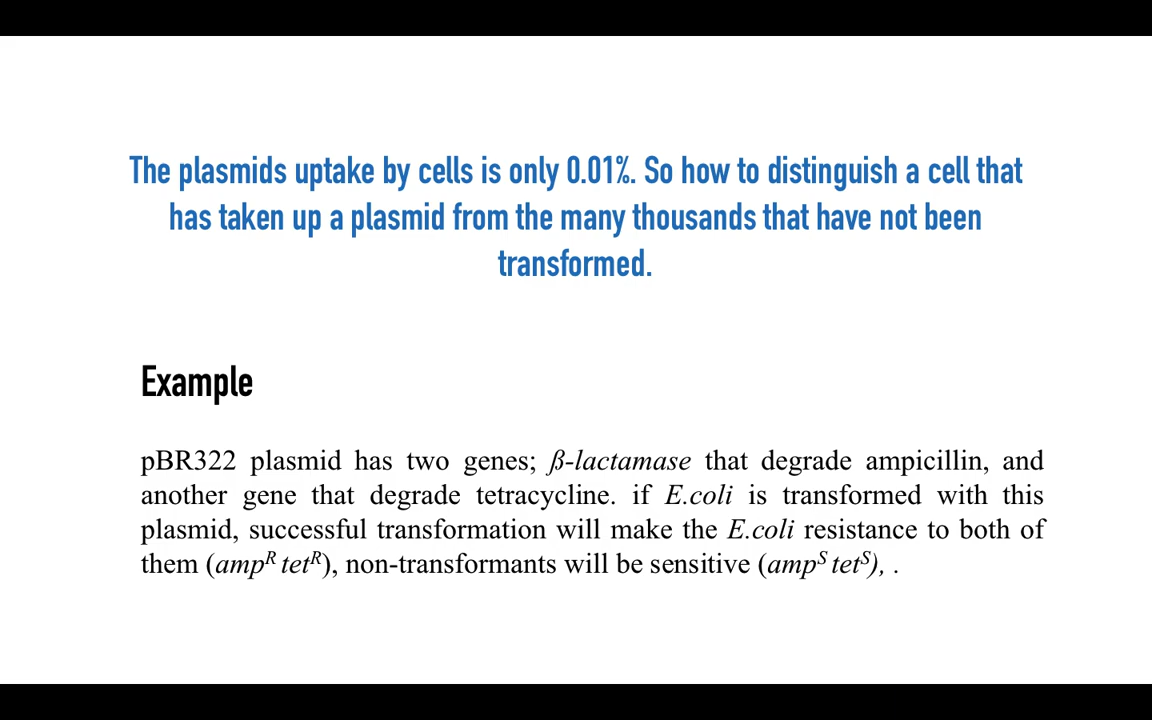 The plasmids uptake by cells is only 0.01%. So how to distinguish a cell that
has taken up a plasmid from the many thousands that have not been
transformed.
Example
pBR322 plasmid has two genes; ß-lactamase that degrade ampicillin, and
another gene that degrade tetracycline. if E.coli is transformed with this
plasmid, successful transformation will make the E.coli resistance to both of
them (ampR tetR), non-transformants will be sensitive (ampS tetS), .